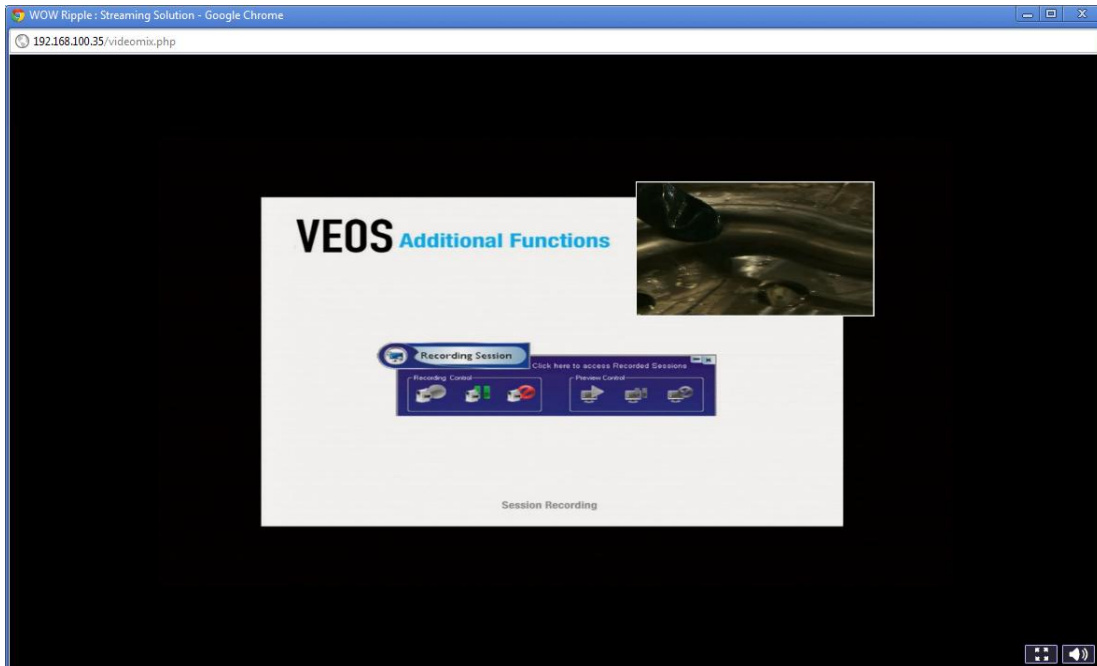 WOW Ripple : Streaming Solution - Google Chrome
192.168.100.35/videomix.php
VEOS Additional Functions
Recording Session
Click here to access Recorded Sessions
Recording Control
Preview Control
Session Recording